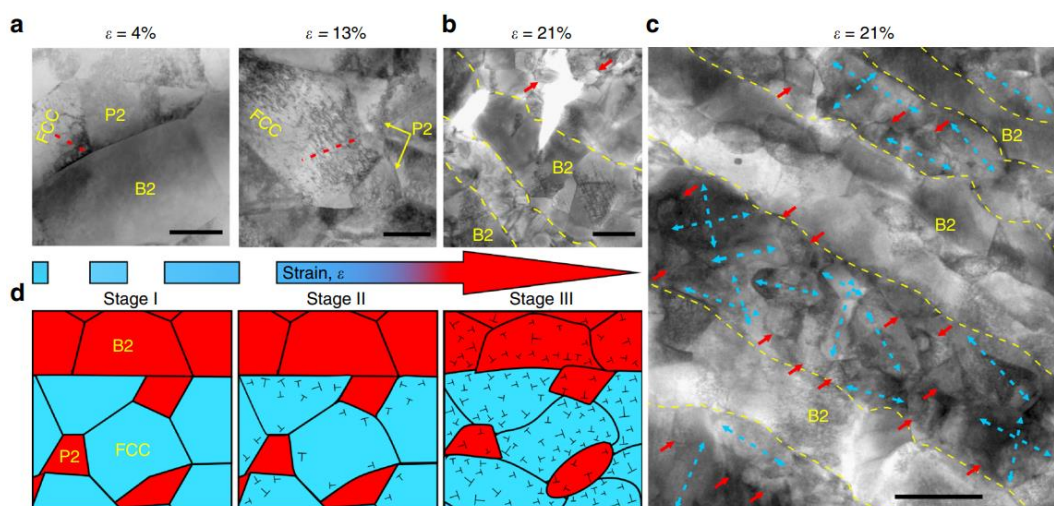 a
ε = 4%
ε = 13%
b
ε = 21%
c
ε = 21%
FCC
P2
B2
FCC
P2
B2
B2
B2
B2
B2
Strain, ε
d
Stage I
Stage II
Stage III
B2
P2
FCC